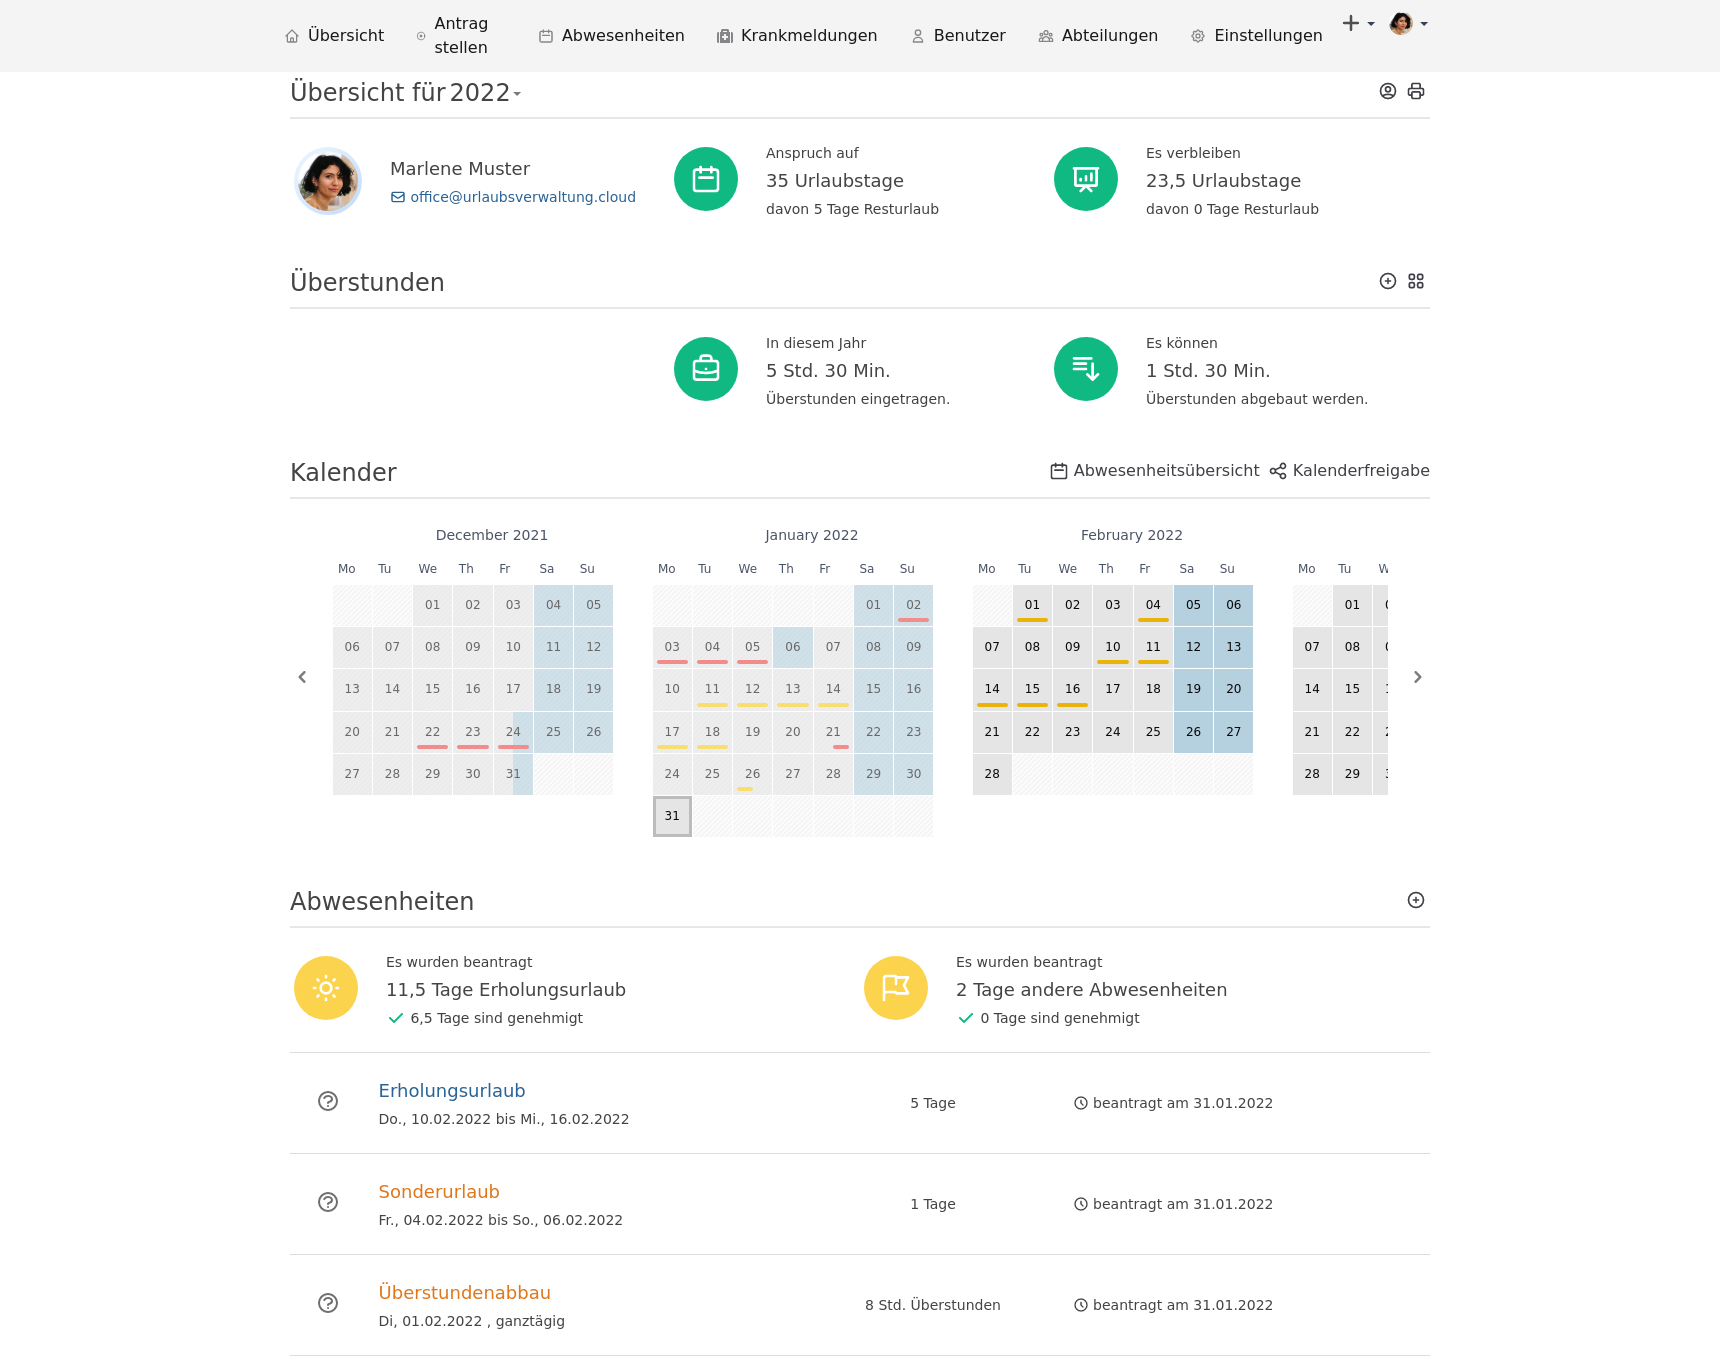 Übersicht
Antrag stellen
Abwesenheiten
Krankmeldungen
Benutzer
Abteilungen
Einstellungen
Übersicht für 2022
Marlene Muster
office@urlaubsverwaltung.cloud
Anspruch auf
35 Urlaubstage
davon 5 Tage Resturlaub
Es verbleiben
23,5 Urlaubstage
davon 0 Tage Resturlaub
Überstunden
In diesem Jahr
5 Std. 30 Min.
Überstunden eingetragen.
Es können
1 Std. 30 Min.
Überstunden abgebaut werden.
Kalender
Abwesenheitsübersicht
Kalenderfreigabe
December 2021
Mo Tu We Th Fr Sa Su
01 02 03 04 05
06 07 08 09 10 11 12
13 14 15 16 17 18 19
20 21 22 23 24 25 26
27 28 29 30 31
January 2022
Mo Tu We Th Fr Sa Su
01 02
03 04 05 06 07 08 09
10 11 12 13 14 15 16
17 18 19 20 21 22 23
24 25 26 27 28 29 30
31
February 2022
Mo Tu We Th Fr Sa Su
01 02 03 04 05 06
07 08 09 10 11 12 13
14 15 16 17 18 19 20
21 22 23 24 25 26 27
28
Mo Tu
01
07 08
14 15
21 22
28 29
Abwesenheiten
Es wurden beantragt
11,5 Tage Erholungsurlaub
6,5 Tage sind genehmigt
Es wurden beantragt
2 Tage andere Abwesenheiten
0 Tage sind genehmigt
Erholungsurlaub
Do., 10.02.2022 bis Mi., 16.02.2022
5 Tage
beantragt am 31.01.2022
Sonderurlaub
Fr., 04.02.2022 bis So., 06.02.2022
1 Tage
beantragt am 31.01.2022
Überstundenabbau
Di, 01.02.2022 , ganztägig
8 Std. Überstunden
beantragt am 31.01.2022